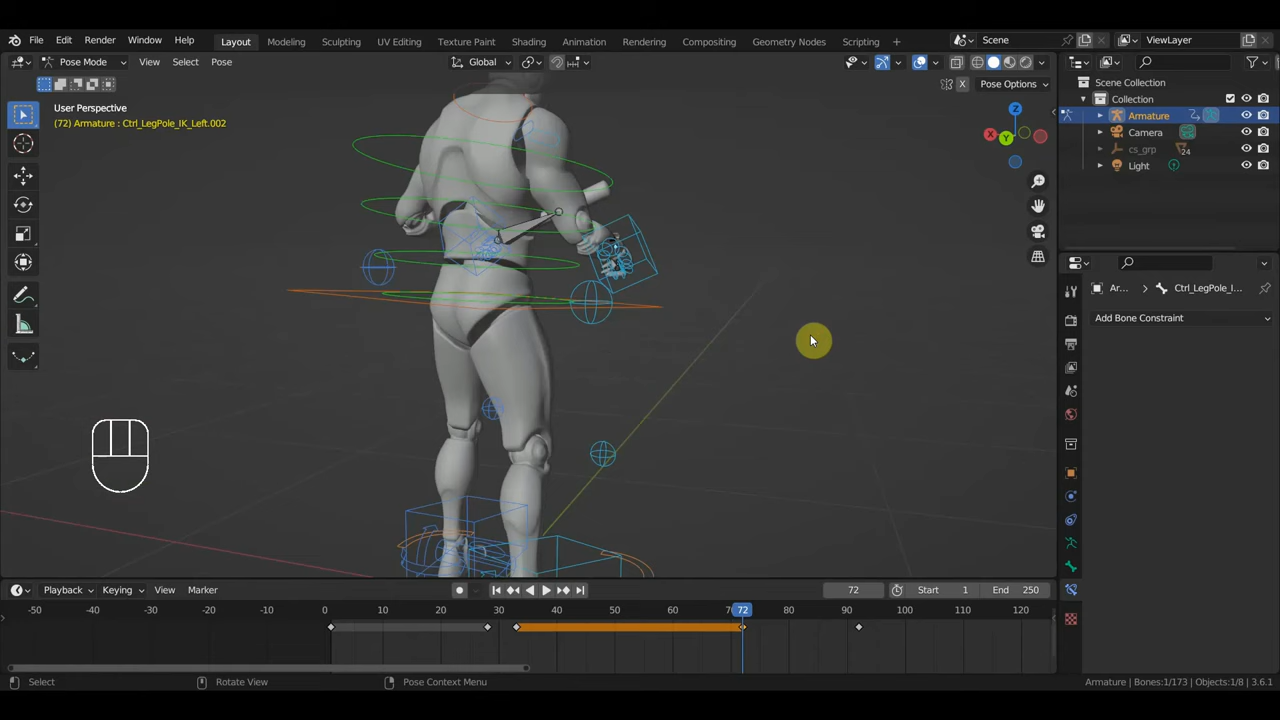 File Edit Render Window Help
Layout Modeling Sculpting UV Editing Texture Paint Shading Animation Rendering Compositing Geometry Nodes Scripting +
Scene
ViewLayer
Pose Mode View Select Pose
Global
X Pose Options
User Perspective
(72) Armature : Ctrl_LegPole_IK_Left.002
Z
X
Y
Scene Collection
Collection
Armature
Camera
cs_grp
24
Light
Ar...
Ctrl_LegPole_I...
Add Bone Constraint
Playback Keying View Marker
72
Start 1
End 250
-50 -40 -30 -20 -10 0 10 20 30 40 50 60 72 80 90 100 110 120
Select
Rotate View
Pose Context Menu
Armature | Bones:1/173 | Objects:1/8 | 3.6.1